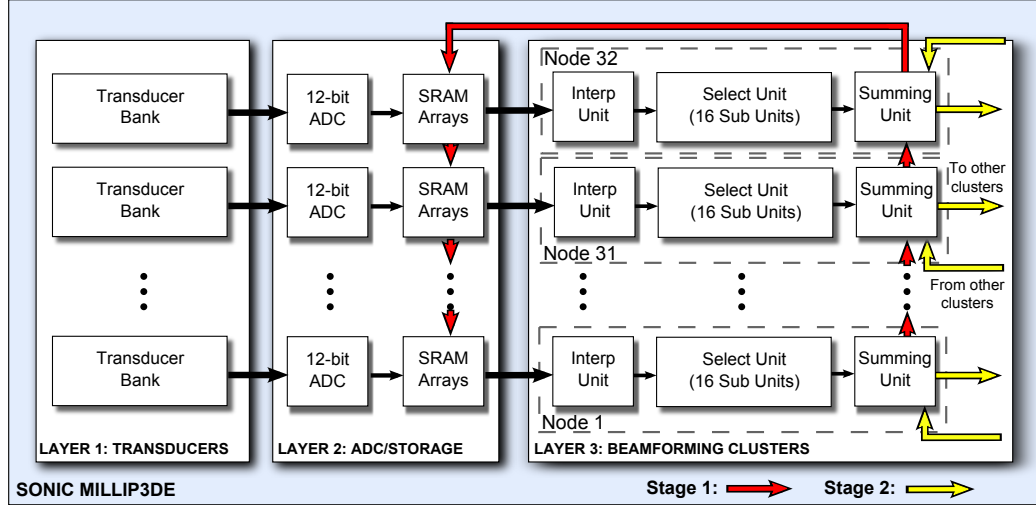 Node 32
Transducer
Bank
12-bit
ADC
SRAM
Arrays
Interp
Unit
Select Unit
(16 Sub Units)
Summing
Unit
To other
clusters
Transducer
Bank
12-bit
ADC
SRAM
Arrays
Interp
Unit
Select Unit
(16 Sub Units)
Summing
Unit
Node 31
From other
clusters
Transducer
Bank
12-bit
ADC
SRAM
Arrays
Interp
Unit
Select Unit
(16 Sub Units)
Summing
Unit
Node 1
LAYER 1: TRANSDUCERS
LAYER 2: ADC/STORAGE
LAYER 3: BEAMFORMING CLUSTERS
SONIC MILLIP3DE
Stage 1:
Stage 2: